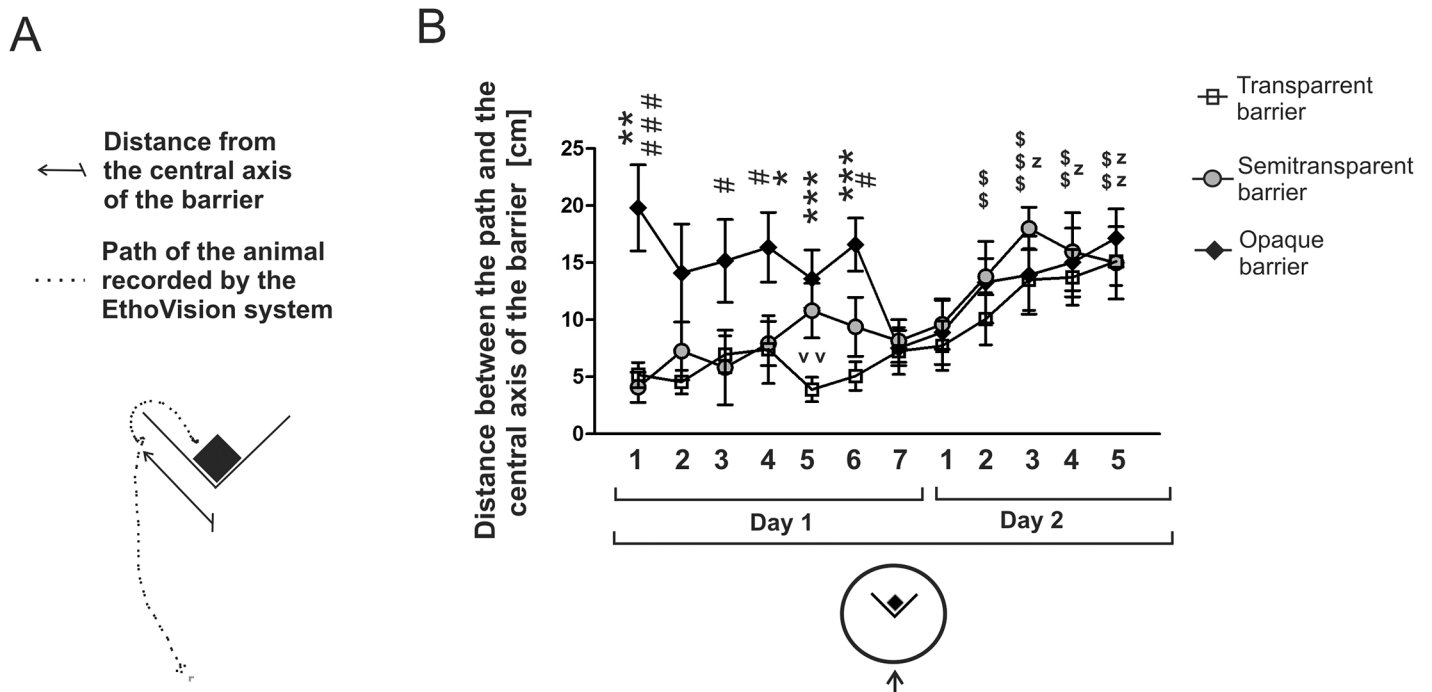 A
Distance from
the central axis
of the barrier
Path of the animal
recorded by the
EthoVision system
r
B
Distance between the path and the
central axis of the barrier [cm]
25
20
15
10
5
0
**
###
#
#
*
***
***
#
v v
$$
$$$ z
$$ z
$$ zz
1 2 3 4 5 6 7 1 2 3 4 5
Day 1
Day 2
Transparrent
barrier
Semitransparent
barrier
Opaque
barrier